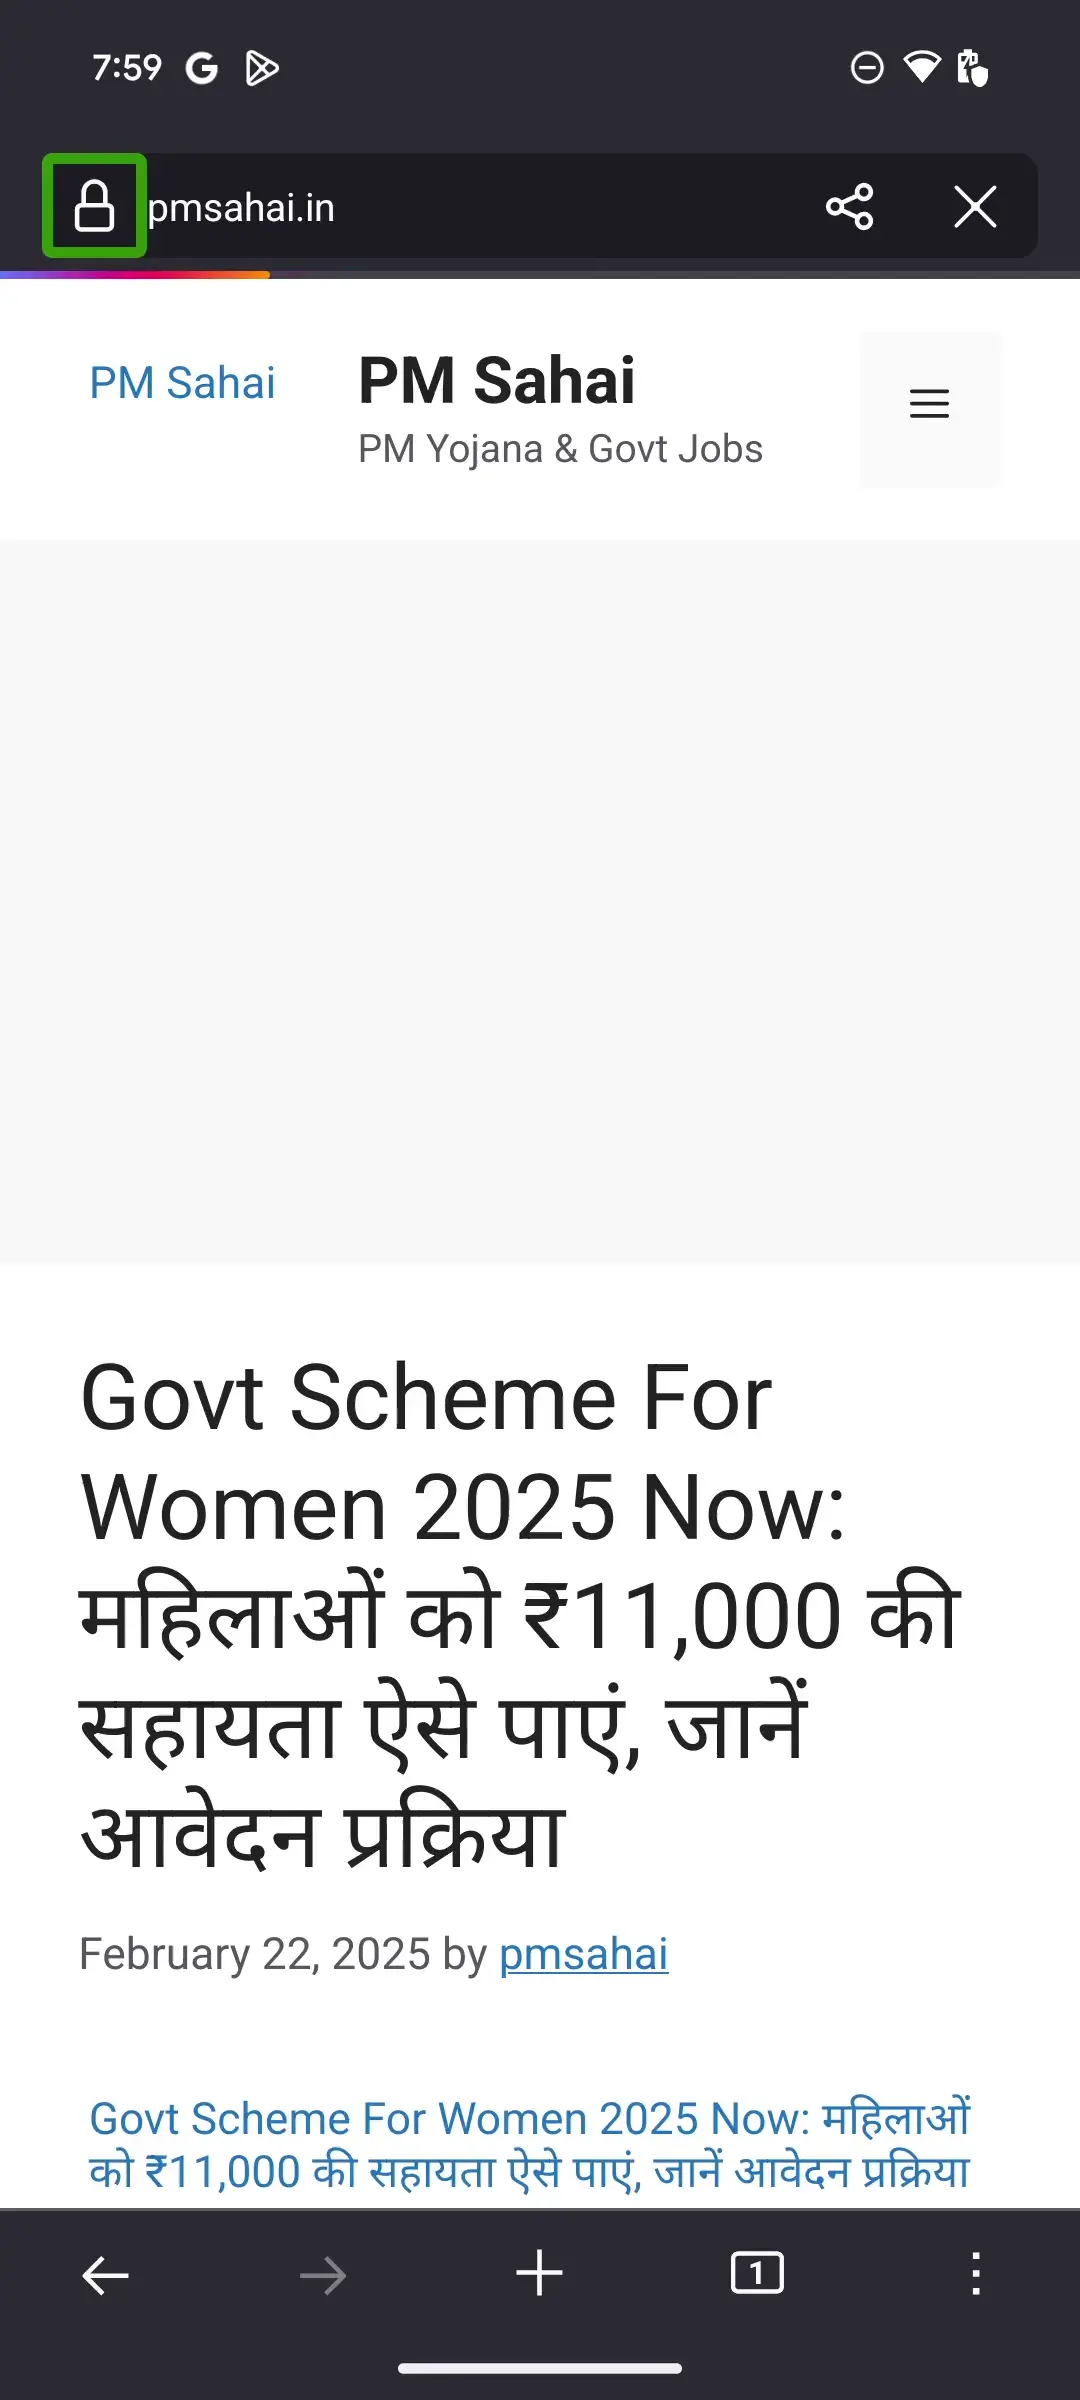 7:59
pmsahai.in
PM Sahai
PM Sahai
PM Yojana & Govt Jobs
Govt Scheme For
Women 2025 Now:
महिलाओं को ₹11,000 की
सहायता ऐसे पाएं, जानें
आवेदन प्रक्रिया
February 22, 2025 by pmsahai
Govt Scheme For Women 2025 Now: महिलाओं
को ₹11,000 की सहायता ऐसे पाएं, जानें आवेदन प्रक्रिया
1